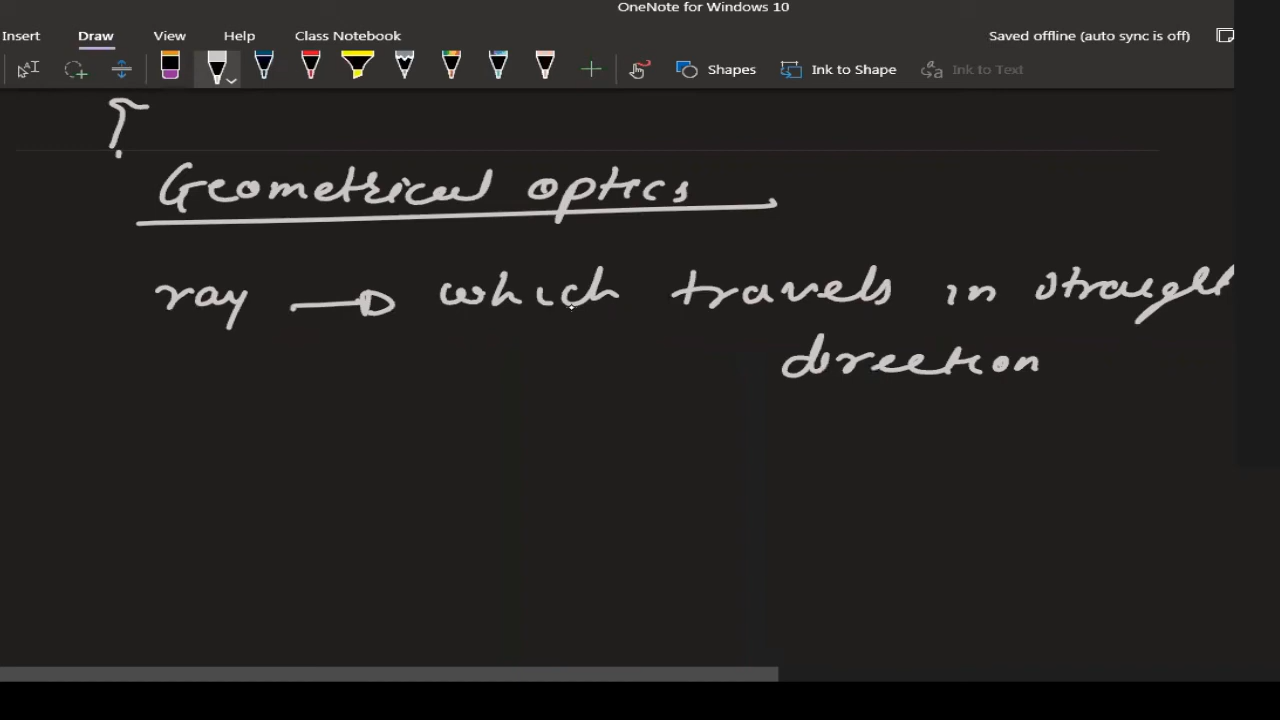 OneNote for Windows 10
Insert Draw View Help Class Notebook Saved offline (auto sync is off)
Shapes Ink to Shape Ink to Text
Geometrical optics
ray → which travels in straight
direction